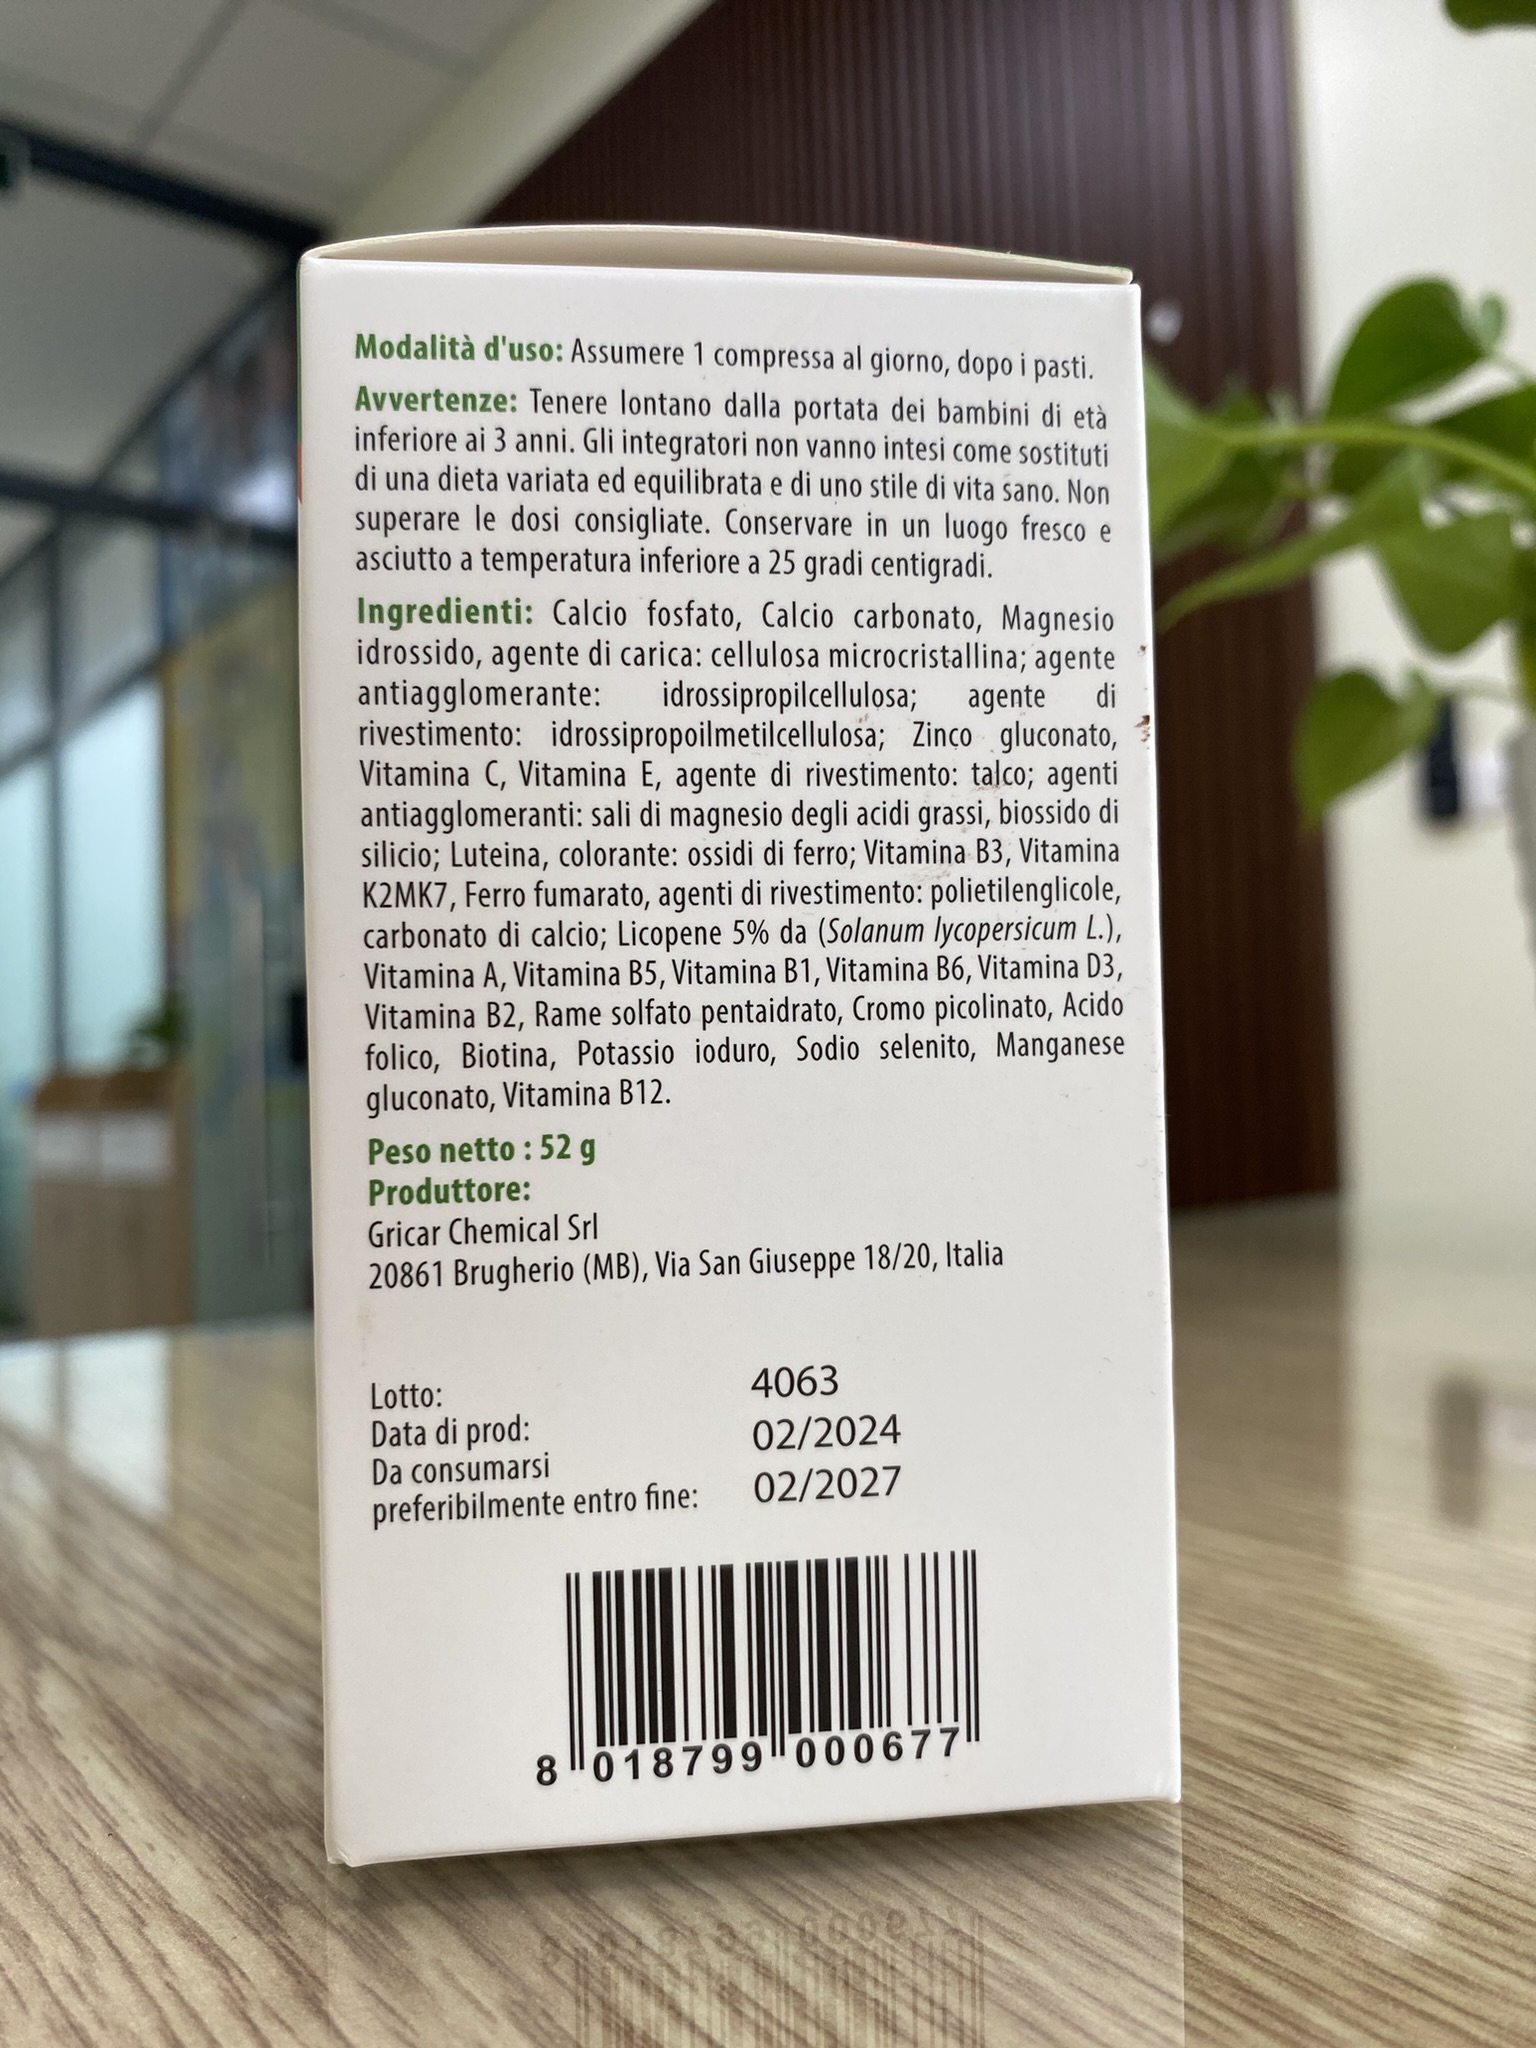 Modalità d'uso: Assumere 1 compressa al giorno, dopo i pasti.
Avvertenze: Tenere lontano dalla portata dei bambini di età
inferiore ai 3 anni. Gli integratori non vanno intesi come sostituti
di una dieta variata ed equilibrata e di uno stile di vita sano. Non
superare le dosi consigliate. Conservare in un luogo fresco e
asciutto a temperatura inferiore a 25 gradi centigradi.
Ingredienti: Calcio fosfato, Calcio carbonato, Magnesio
idrossido, agente di carica: cellulosa microcristallina; agente
antiagglomerante: idrossipropilcellulosa; agente di
rivestimento: idrossipropoilmetilcellulosa; Zinco gluconato,
Vitamina C, Vitamina E, agente di rivestimento: talco; agenti
antiagglomeranti: sali di magnesio degli acidi grassi, biossido di
silicio; Luteina, colorante: ossidi di ferro; Vitamina B3, Vitamina
K2MK7, Ferro fumarato, agenti di rivestimento: polietilenglicole,
carbonato di calcio; Licopene 5% da (Solanum lycopersicum L.),
Vitamina A, Vitamina B5, Vitamina B1, Vitamina B6, Vitamina D3,
Vitamina B2, Rame solfato pentaidrato, Cromo picolinato, Acido
folico, Biotina, Potassio ioduro, Sodio selenito, Manganese
gluconato, Vitamina B12.
Peso netto : 52 g
Produttore:
Gricar Chemical Srl
20861 Brugherio (MB), Via San Giuseppe 18/20, Italia
Lotto: 4063
Data di prod: 02/2024
Da consumarsi
preferibilmente entro fine: 02/2027
8 018799 000677